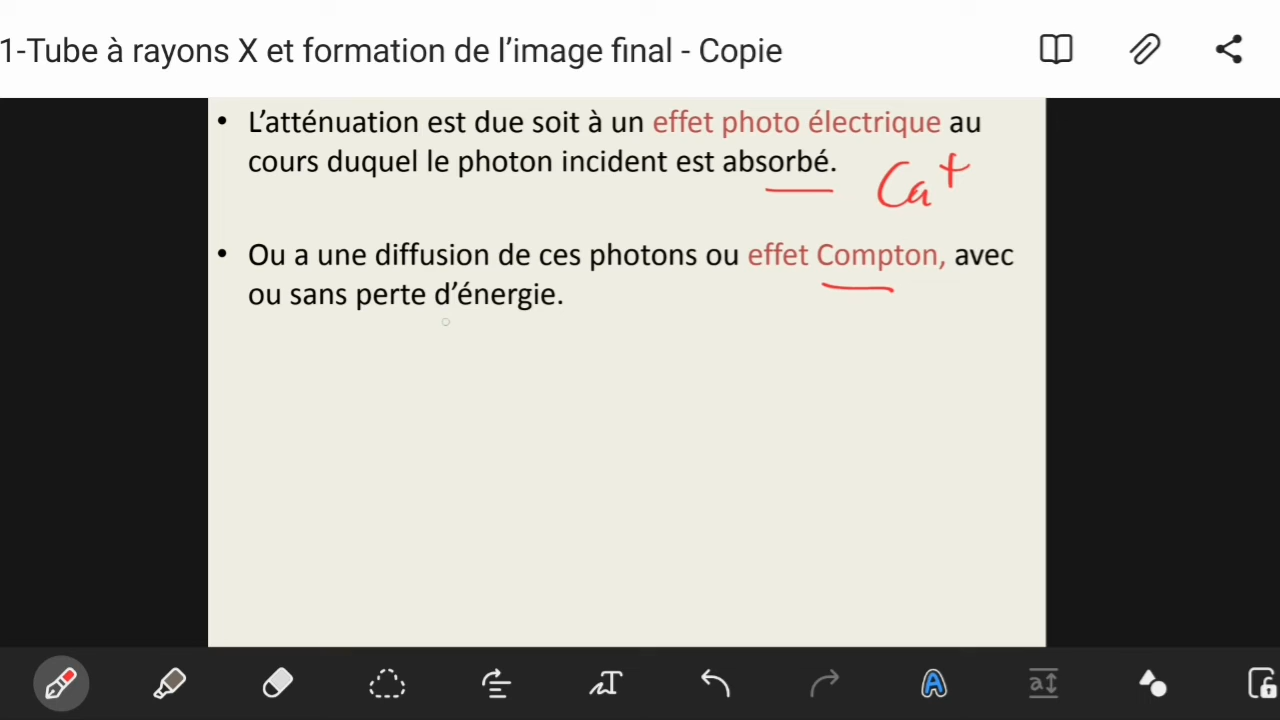 1-Tube à rayons X et formation de l’image final - Copie
• L’atténuation est due soit à un effet photo électrique au
cours duquel le photon incident est absorbé.
Ca+
• Ou a une diffusion de ces photons ou effet Compton, avec
ou sans perte d’énergie.